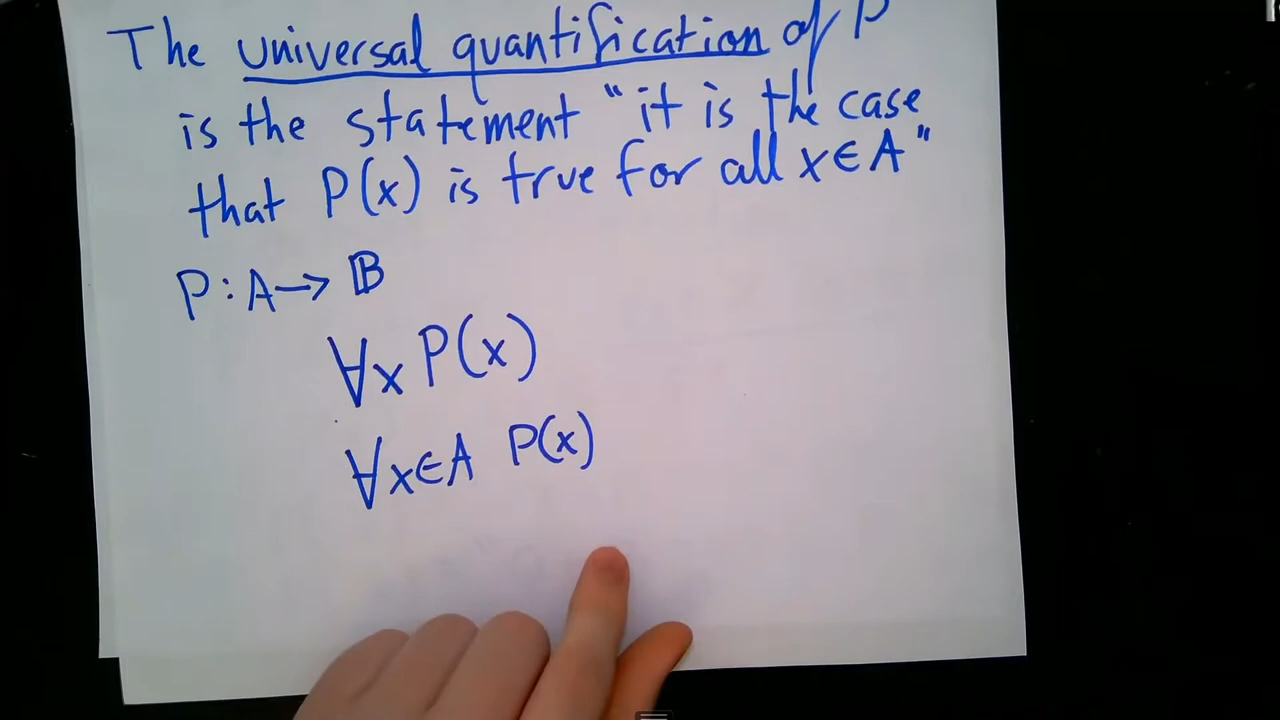 The universal quantification of P
is the statement "it is the case
that P(x) is true for all x∈A"
P:A→𝔹
∀x P(x)
∀x∈A P(x)